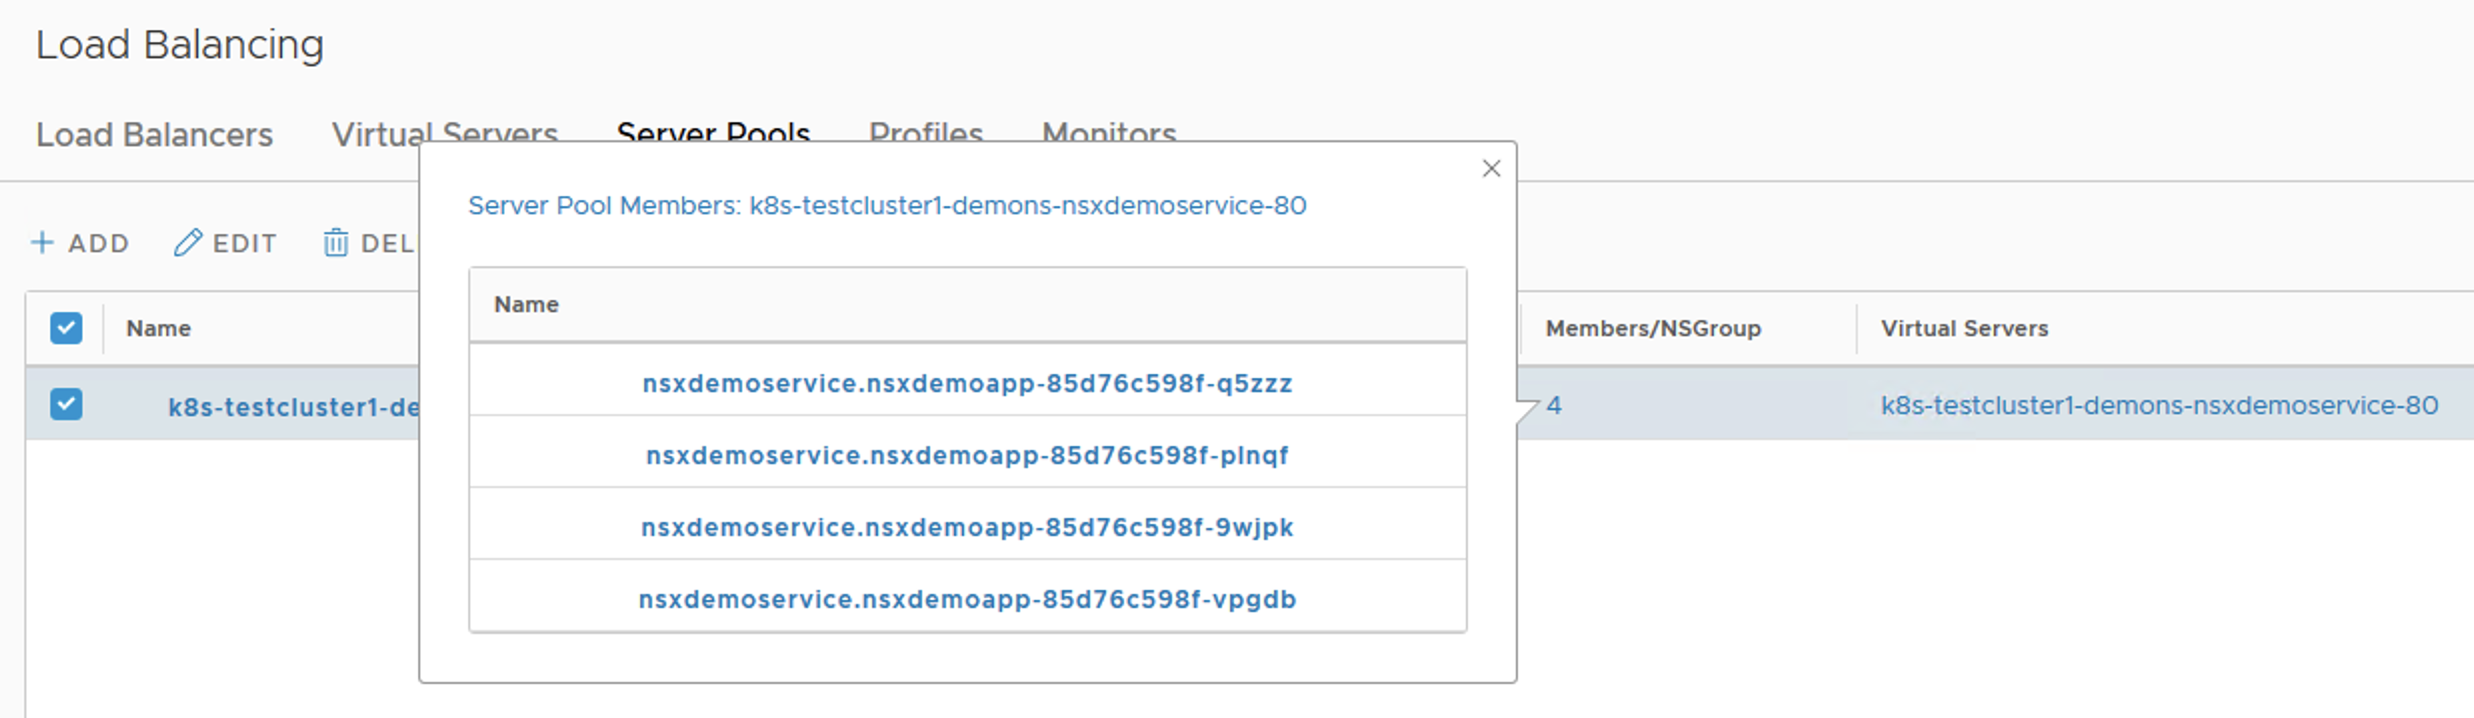 Load Balancing
Load Balancers Virtual Servers Server Pools Profiles Monitors
Server Pool Members: k8s-testcluster1-demons-nsxdemoservice-80
ADD EDIT DEL
Name
Name Members/NSGroup Virtual Servers
nsxdemoservice.nsxdemoapp-85d76c598f-q5zzz
k8s-testcluster1-de 4 k8s-testcluster1-demons-nsxdemoservice-80
nsxdemoservice.nsxdemoapp-85d76c598f-plnqf
nsxdemoservice.nsxdemoapp-85d76c598f-9wjpk
nsxdemoservice.nsxdemoapp-85d76c598f-vpgdb